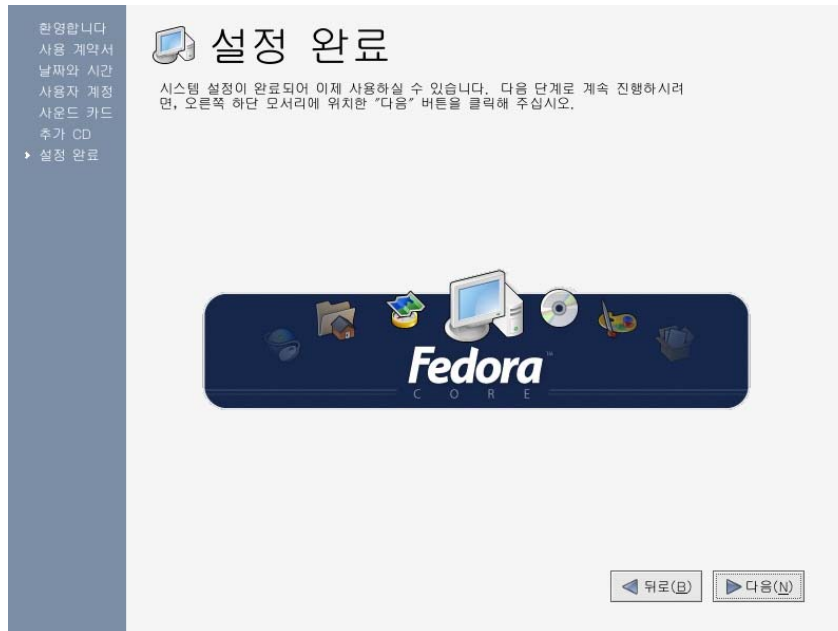 환영합니다
사용 계약서
날짜와 시간
사용자 계정
사운드 카드
추가 CD
설정 완료
설정 완료
시스템 설정이 완료되어 이제 사용하실 수 있습니다. 다음 단계로 계속 진행하시려
면, 오른쪽 하단 모서리에 위치한 "다음" 버튼을 클릭해 주십시오.
Fedora™
CORE
뒤로(B)
다음(N)